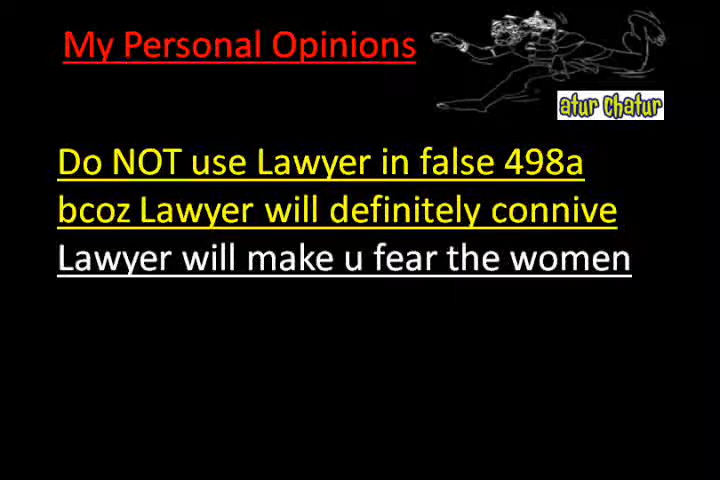 My Personal Opinions
atur chatur
Do NOT use Lawyer in false 498a
bcoz Lawyer will definitely connive
Lawyer will make u fear the women